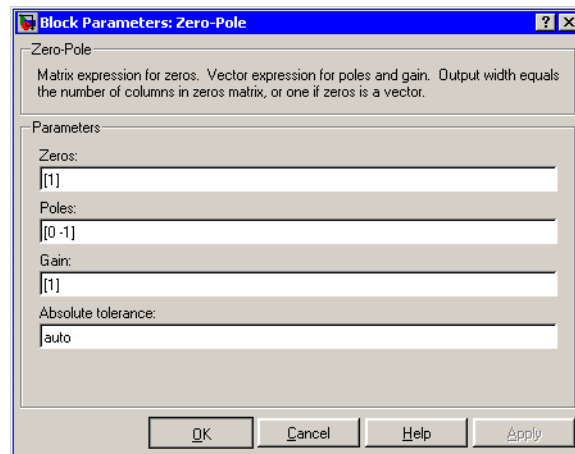 Block Parameters: Zero-Pole
Zero-Pole
Matrix expression for zeros. Vector expression for poles and gain. Output width equals
the number of columns in zeros matrix, or one if zeros is a vector.
Parameters
Zeros:
[1]
Poles:
[0 -1]
Gain:
[1]
Absolute tolerance:
auto
OK Cancel Help Apply